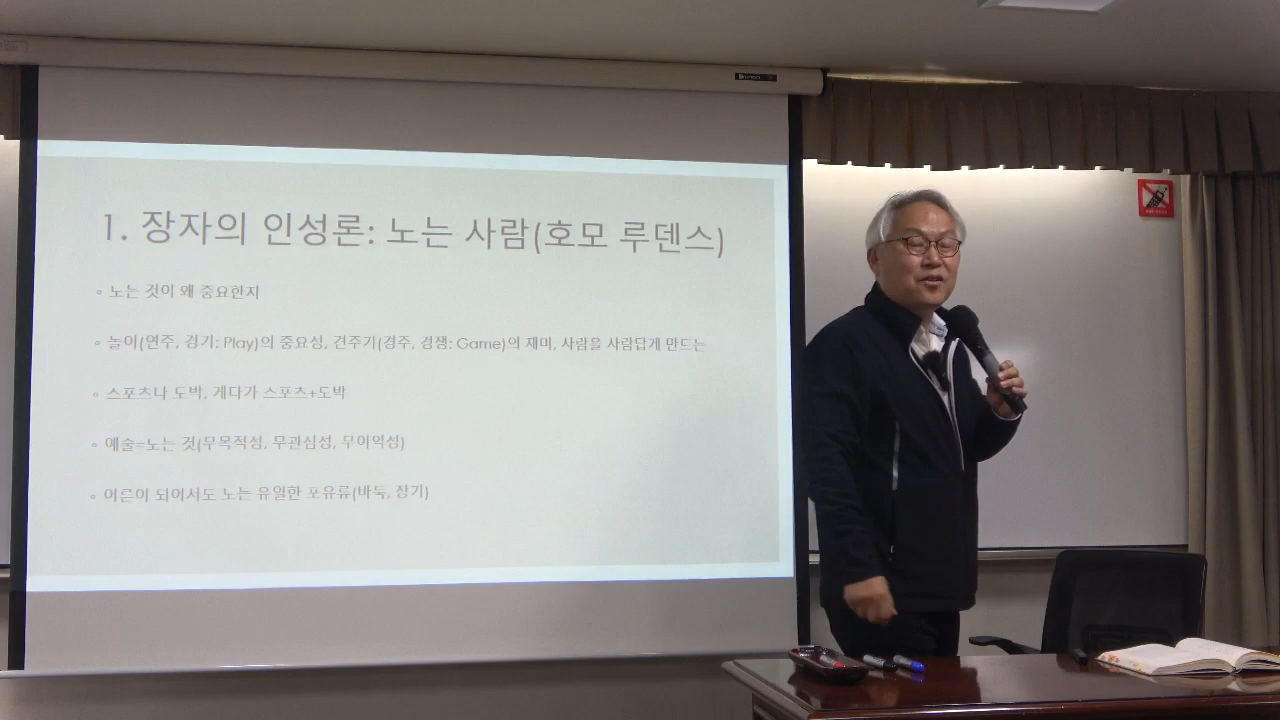 1. 장자의 인성론: 노는 사람(호모 루덴스)
◦ 노는 것이 왜 중요한지
◦ 놀이(연주, 경기: Play)의 중요성, 견주기(경주, 경쟁: Game)의 재미, 사람을 사람답게 만드는
◦ 스포츠나 도박, 게다가 스포츠+도박
◦ 예술=노는 것(무목적성, 무관심성, 무이익성)
◦ 어른이 되어서도 노는 유일한 포유류(바둑, 장기)